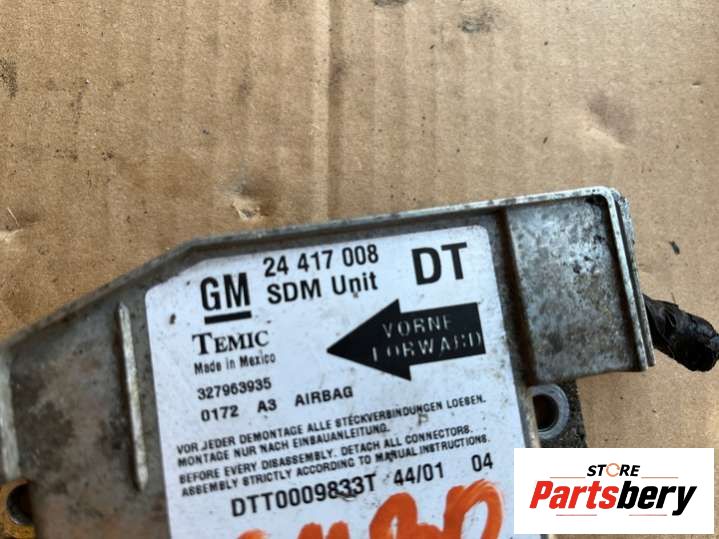 24 417 008
DT
GM
SDM Unit
TEMIC
Made in Mexico
VORNE
FORWARD
327963935
0172 A3 AIRBAG
VOR JEDER DEMONTAGE ALLE STECKVERBINDUNGEN LOESEN.
MONTAGE NUR NACH EINBAUANLEITUNG.
BEFORE EVERY DISASSEMBLY. DETACH ALL CONNECTORS.
ASSEMBLY STRICTLY ACCORDING TO MANUAL.INSTRUCTIONS.
DTT0009833T 44/01 04
STORE
Partsbery